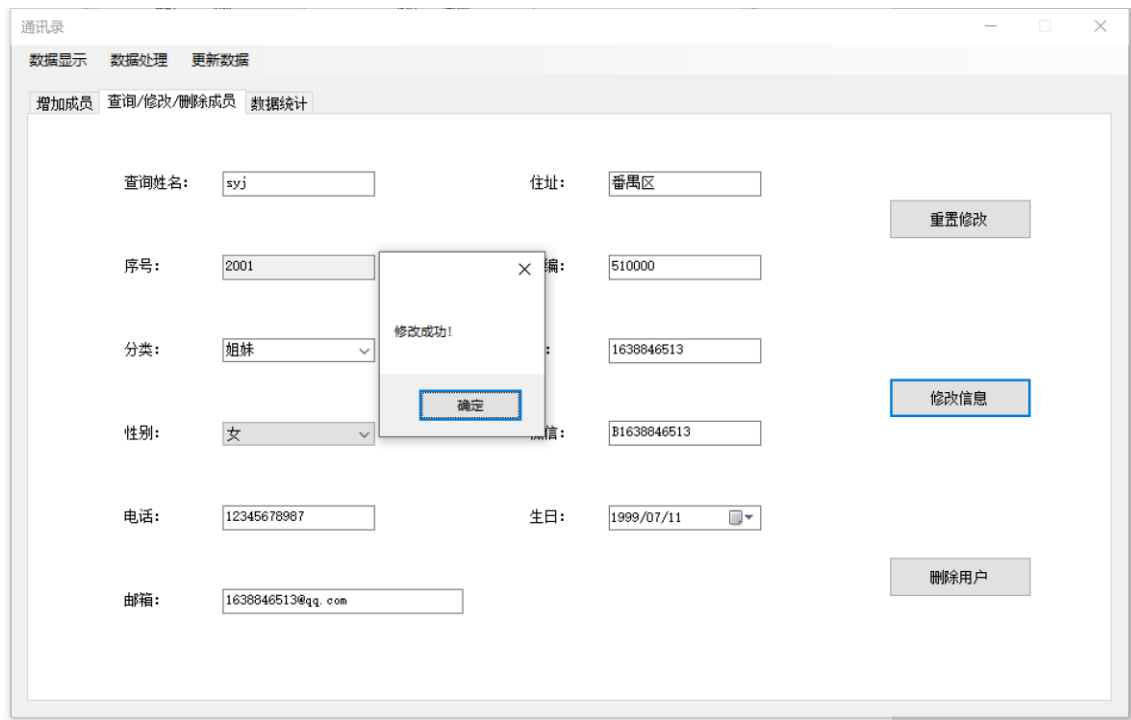 通讯录
数据显示 数据处理 更新数据
增加成员 查询/修改/删除成员 数据统计
查询姓名: syj 住址: 番禺区
重置修改
序号: 2001 编: 510000
修改成功!
分类: 姐妹 : 1638846513
确定
修改信息
性别: 女 信: B1638846513
电话: 12345678987 生日: 1999/07/11
删除用户
邮箱: 1638846513@qq.com